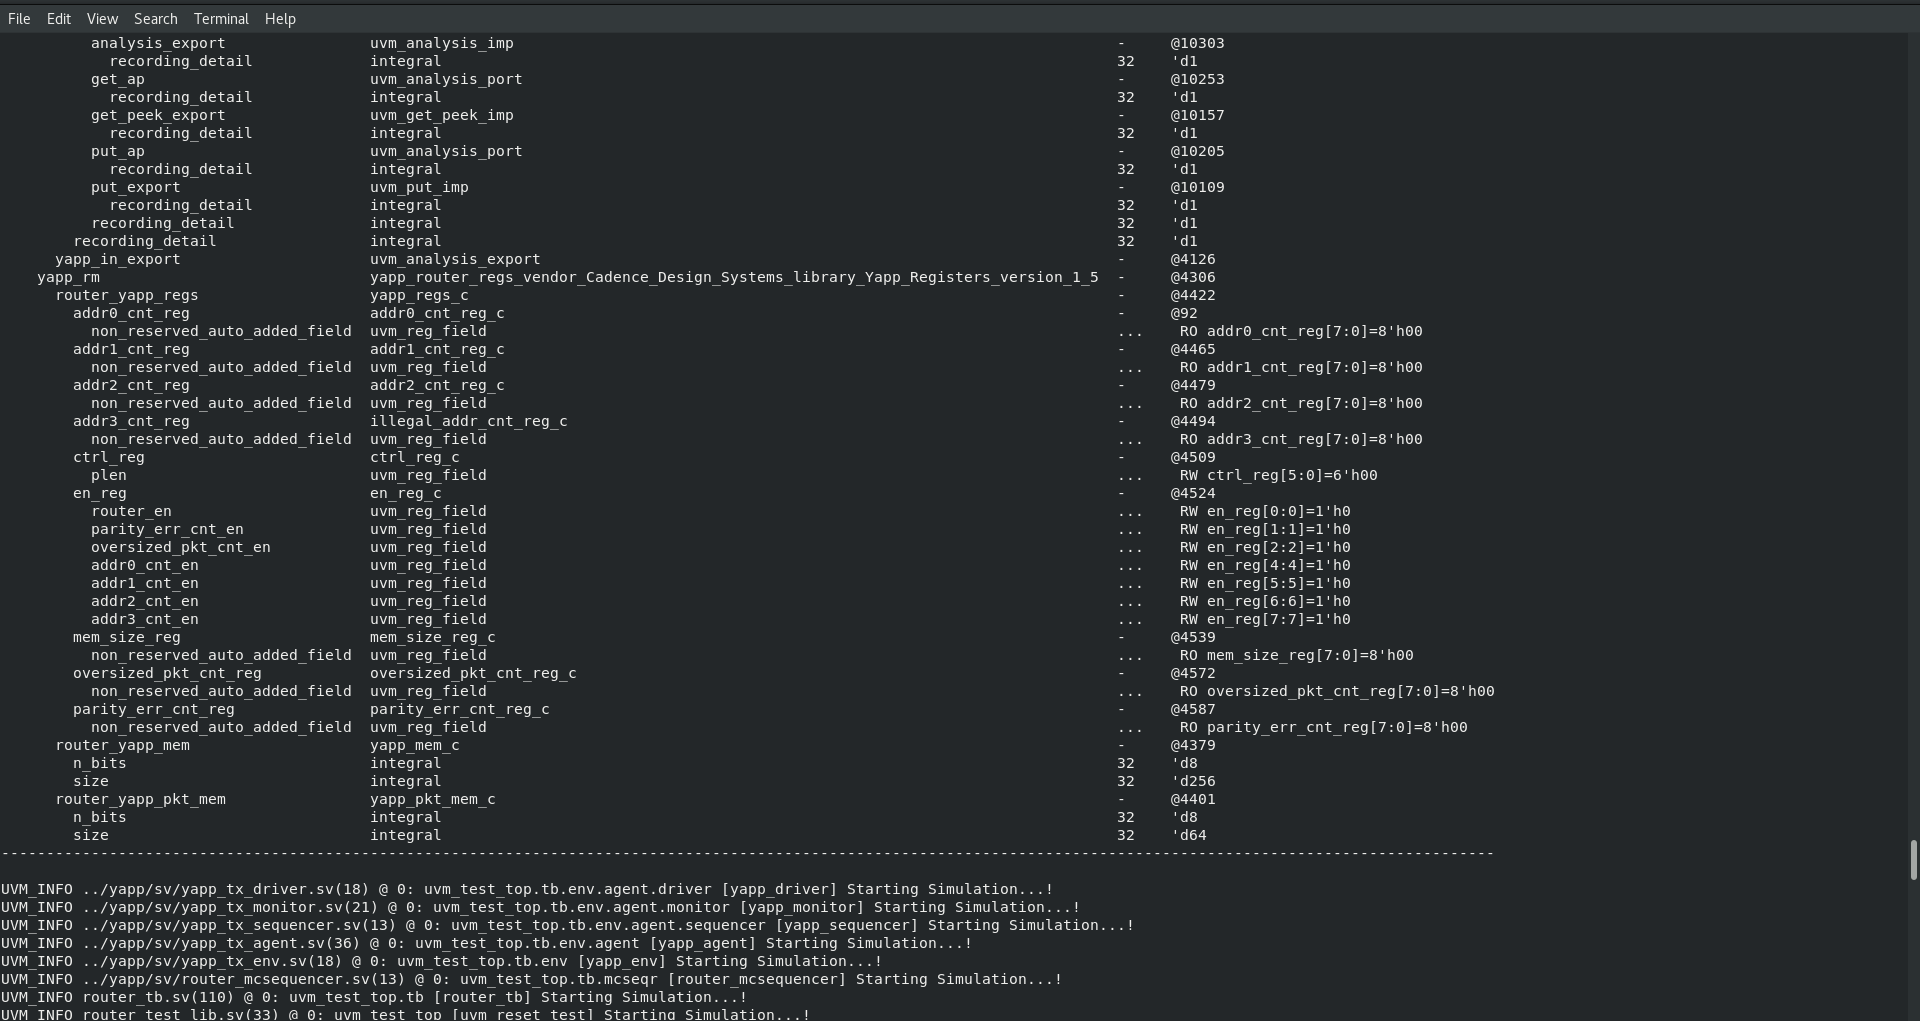 File Edit View Search Terminal Help
analysis_export uvm_analysis_imp - @10303
recording_detail integral 32 'd1
get_ap uvm_analysis_port - @10253
recording_detail integral 32 'd1
get_peek_export uvm_get_peek_imp - @10157
recording_detail integral 32 'd1
put_ap uvm_analysis_port - @10205
recording_detail integral 32 'd1
put_export uvm_put_imp - @10109
recording_detail integral 32 'd1
recording_detail integral 32 'd1
recording_detail integral 32 'd1
yapp_in_export uvm_analysis_export - @4126
yapp_rm yapp_router_regs_vendor_Cadence_Design_Systems_library_Yapp_Registers_version_1_5 - @4306
router_yapp_regs yapp_regs_c - @4422
addr0_cnt_reg addr0_cnt_reg_c - @92
non_reserved_auto_added_field uvm_reg_field ... RO addr0_cnt_reg[7:0]=8'h00
addr1_cnt_reg addr1_cnt_reg_c - @4465
non_reserved_auto_added_field uvm_reg_field ... RO addr1_cnt_reg[7:0]=8'h00
addr2_cnt_reg addr2_cnt_reg_c - @4479
non_reserved_auto_added_field uvm_reg_field ... RO addr2_cnt_reg[7:0]=8'h00
addr3_cnt_reg illegal_addr_cnt_reg_c - @4494
non_reserved_auto_added_field uvm_reg_field ... RO addr3_cnt_reg[7:0]=8'h00
ctrl_reg ctrl_reg_c - @4509
plen uvm_reg_field ... RW ctrl_reg[5:0]=6'h00
en_reg en_reg_c - @4524
router_en uvm_reg_field ... RW en_reg[0:0]=1'h0
parity_err_cnt_en uvm_reg_field ... RW en_reg[1:1]=1'h0
oversized_pkt_cnt_en uvm_reg_field ... RW en_reg[2:2]=1'h0
addr0_cnt_en uvm_reg_field ... RW en_reg[4:4]=1'h0
addr1_cnt_en uvm_reg_field ... RW en_reg[5:5]=1'h0
addr2_cnt_en uvm_reg_field ... RW en_reg[6:6]=1'h0
addr3_cnt_en uvm_reg_field ... RW en_reg[7:7]=1'h0
mem_size_reg mem_size_reg_c - @4539
non_reserved_auto_added_field uvm_reg_field ... RO mem_size_reg[7:0]=8'h00
oversized_pkt_cnt_reg oversized_pkt_cnt_reg_c - @4572
non_reserved_auto_added_field uvm_reg_field ... RO oversized_pkt_cnt_reg[7:0]=8'h00
parity_err_cnt_reg parity_err_cnt_reg_c - @4587
non_reserved_auto_added_field uvm_reg_field ... RO parity_err_cnt_reg[7:0]=8'h00
router_yapp_mem yapp_mem_c - @4379
n_bits integral 32 'd8
size integral 32 'd256
router_yapp_pkt_mem yapp_pkt_mem_c - @4401
n_bits integral 32 'd8
size integral 32 'd64
----------------------------------------------------------------------------------------------------------------------------------------------------------------------
UVM_INFO ../yapp/sv/yapp_tx_driver.sv(18) @ 0: uvm_test_top.tb.env.agent.driver [yapp_driver] Starting Simulation...!
UVM_INFO ../yapp/sv/yapp_tx_monitor.sv(21) @ 0: uvm_test_top.tb.env.agent.monitor [yapp_monitor] Starting Simulation...!
UVM_INFO ../yapp/sv/yapp_tx_sequencer.sv(13) @ 0: uvm_test_top.tb.env.agent.sequencer [yapp_sequencer] Starting Simulation...!
UVM_INFO ../yapp/sv/yapp_tx_agent.sv(36) @ 0: uvm_test_top.tb.env.agent [yapp_agent] Starting Simulation...!
UVM_INFO ../yapp/sv/yapp_tx_env.sv(18) @ 0: uvm_test_top.tb.env [yapp_env] Starting Simulation...!
UVM_INFO ../yapp/sv/router_mcsequencer.sv(13) @ 0: uvm_test_top.tb.mcseqr [router_mcsequencer] Starting Simulation...!
UVM_INFO router_tb.sv(110) @ 0: uvm_test_top.tb [router_tb] Starting Simulation...!
UVM_INFO router_test_lib.sv(33) @ 0: uvm_test_top [uvm_reset_test] Starting Simulation...!